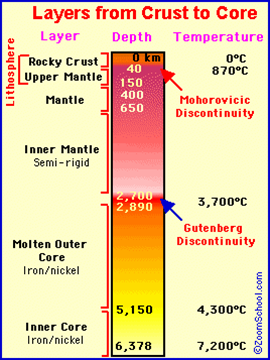 Layers from Crust to Core
Layer Depth Temperature
Lithosphere
Rocky Crust 0 km 0°C
40 870°C
Upper Mantle
150
Mohorovicic
Discontinuity
Mantle 400
650
Inner Mantle
Semi-rigid
2,700
2,890 3,700°C
Gutenberg
Discontinuity
Molten Outer
Core
Iron/nickel
5,150 4,300°C
Inner Core
Iron/nickel
6,378 7,200°C
©ZoomSchool.com